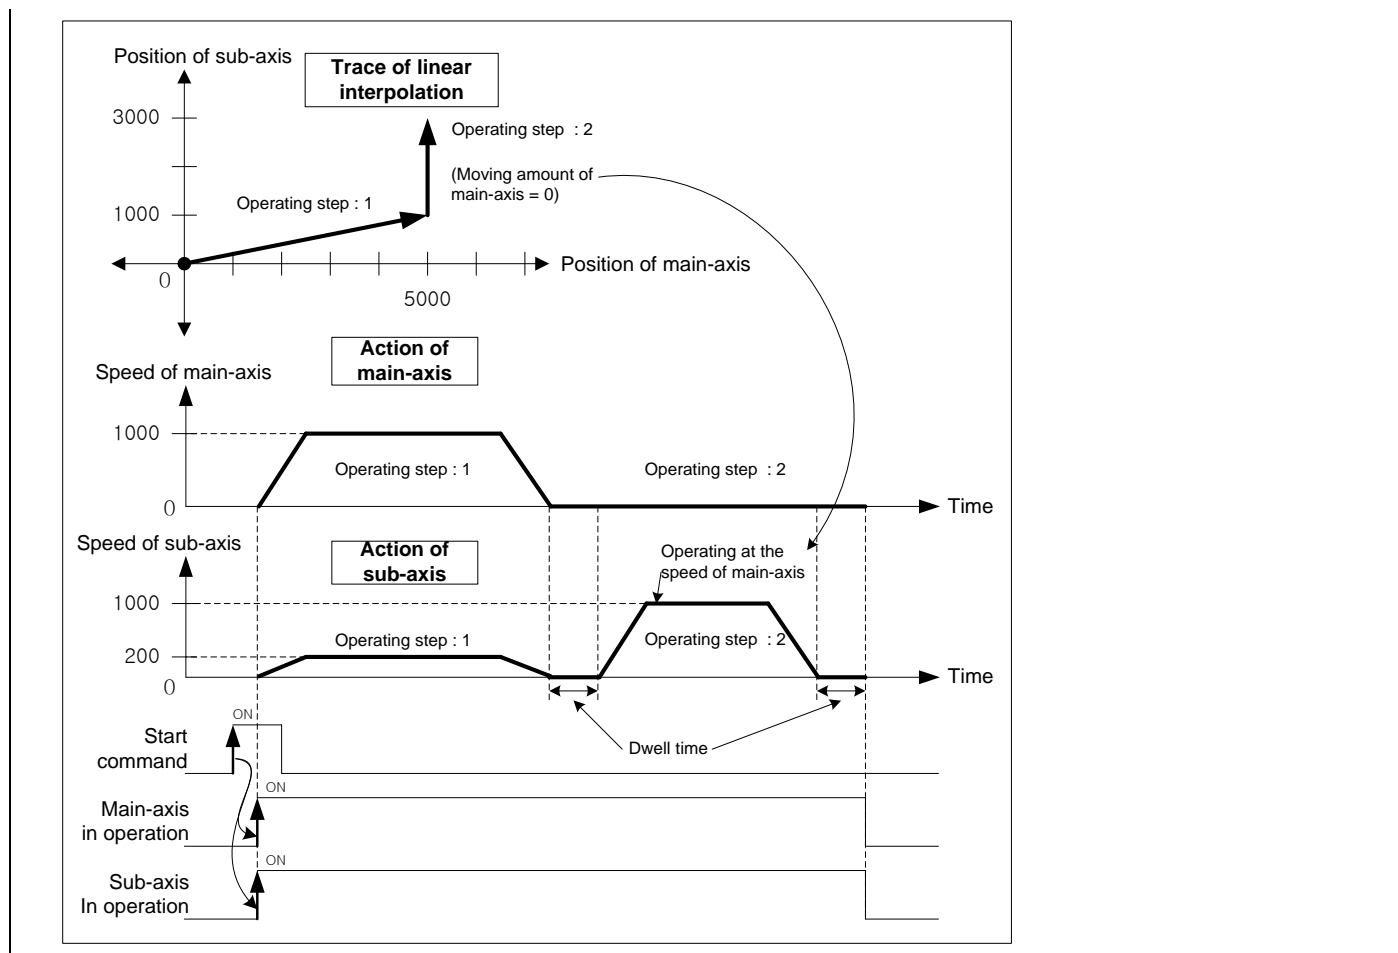 Position of sub-axis
Trace of linear
interpolation
3000
Operating step : 2
(Moving amount of
main-axis = 0)
Operating step : 1
1000
Position of main-axis
0
5000
Action of
main-axis
Speed of main-axis
1000
Operating step : 1
Operating step : 2
0
Time
Speed of sub-axis
Action of
sub-axis
Operating at the
speed of main-axis
1000
Operating step : 1
Operating step : 2
200
0
Time
ON
Start
command
Dwell time
ON
Main-axis
in operation
ON
Sub-axis
In operation